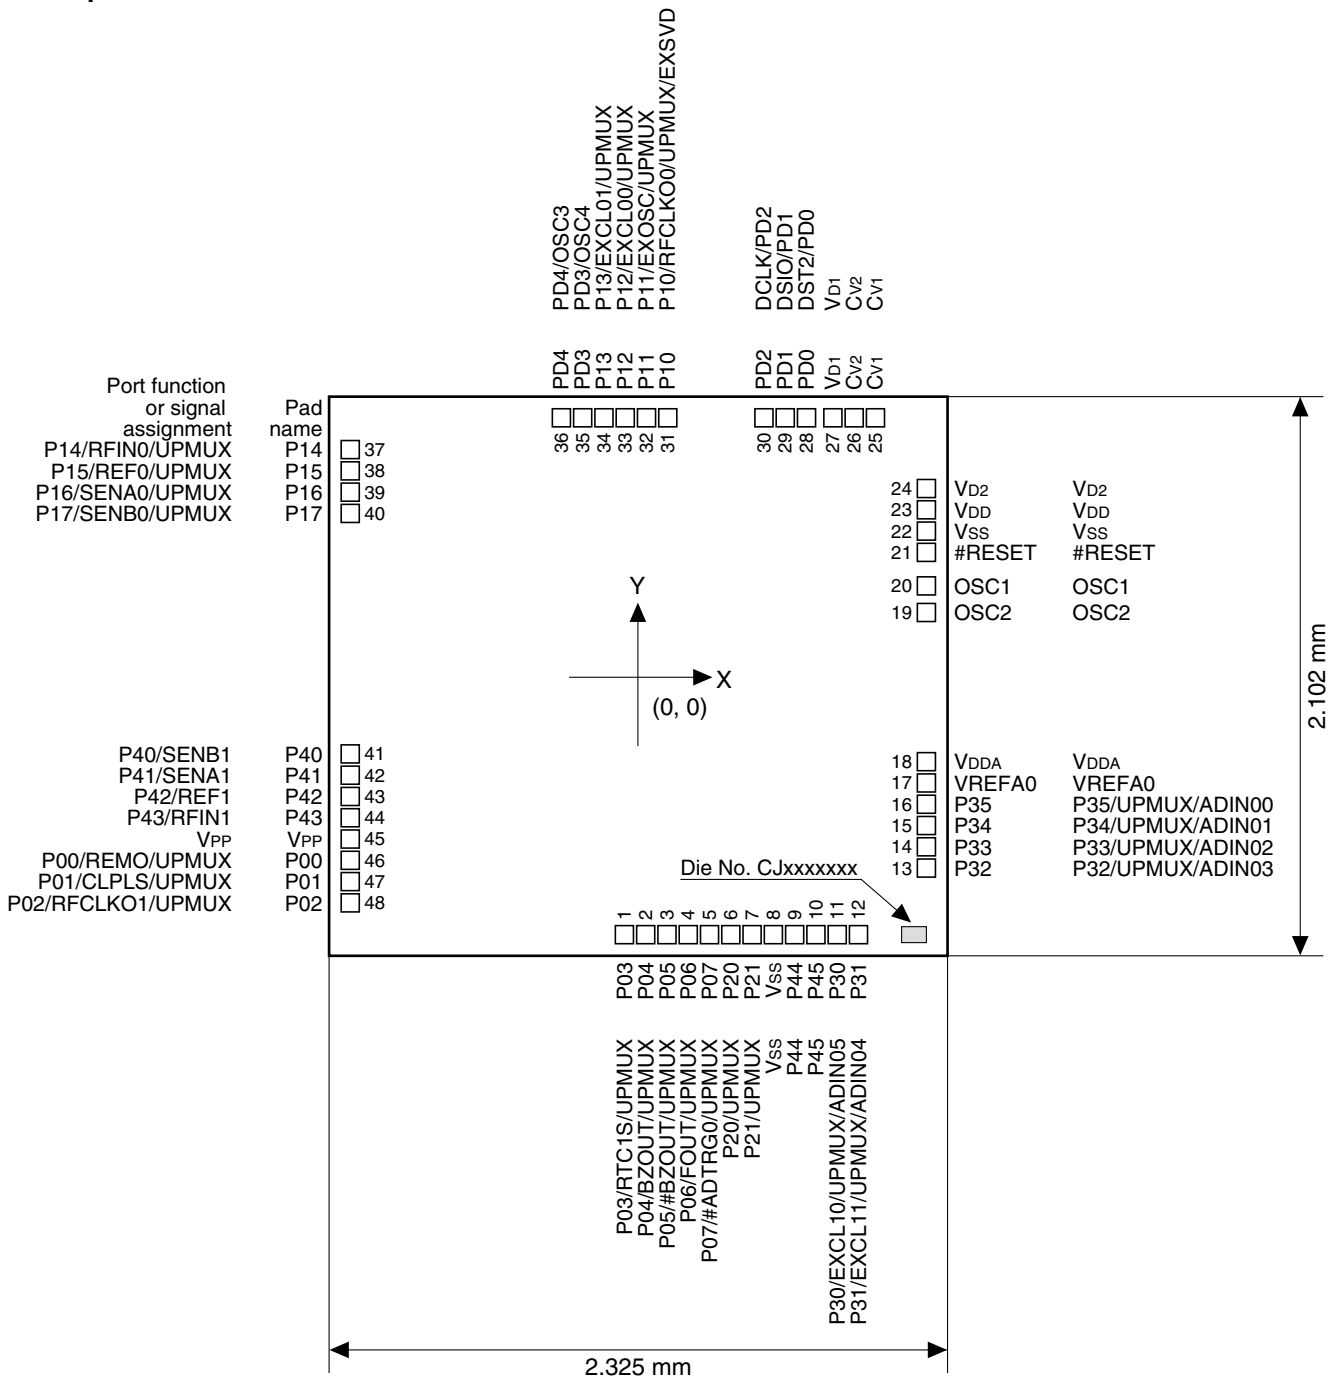 PD4/OSC3
PD3/OSC4
P13/EXCL01/UPMUX
P12/EXCL00/UPMUX
P11/EXOSC/UPMUX
P10/RFCLKO0/UPMUX/EXSVD
DCLK/PD2
DSIO/PD1
DST2/PD0
VD1
CV2
CV1
PD4
PD3
P13
P12
P11
P10
PD2
PD1
PD0
VD1
CV2
CV1
36
35
34
33
32
31
30
29
28
27
26
25
Port function
or signal
assignment
Pad
name
P14/RFIN0/UPMUX P14 37
P15/REF0/UPMUX P15 38
P16/SENA0/UPMUX P16 39
P17/SENB0/UPMUX P17 40
24 VD2 VD2
23 VDD VDD
22 VSS VSS
21 #RESET #RESET
20 OSC1 OSC1
19 OSC2 OSC2
Y
X
(0, 0)
2.102 mm
P40/SENB1 P40 41
P41/SENA1 P41 42
P42/REF1 P42 43
P43/RFIN1 P43 44
VPP VPP 45
P00/REMO/UPMUX P00 46
P01/CLPLS/UPMUX P01 47
P02/RFCLKO1/UPMUX P02 48
18 VDDA VDDA
17 VREFA0 VREFA0
16 P35 P35/UPMUX/ADIN00
15 P34 P34/UPMUX/ADIN01
14 P33 P33/UPMUX/ADIN02
13 P32 P32/UPMUX/ADIN03
Die No. CJxxxxxxx
1
2
3
4
5
6
7
8
9
10
11
12
P03
P04
P05
P06
P07
P20
P21
VSS
P44
P45
P30
P31
P03/RTC1S/UPMUX
P04/BZOUT/UPMUX
P05/#BZOUT/UPMUX
P06/FOUT/UPMUX
P07/#ADTRG0/UPMUX
P20/UPMUX
P21/UPMUX
VSS
P44
P45
P30/EXCL10/UPMUX/ADIN05
P31/EXCL11/UPMUX/ADIN04
2.325 mm